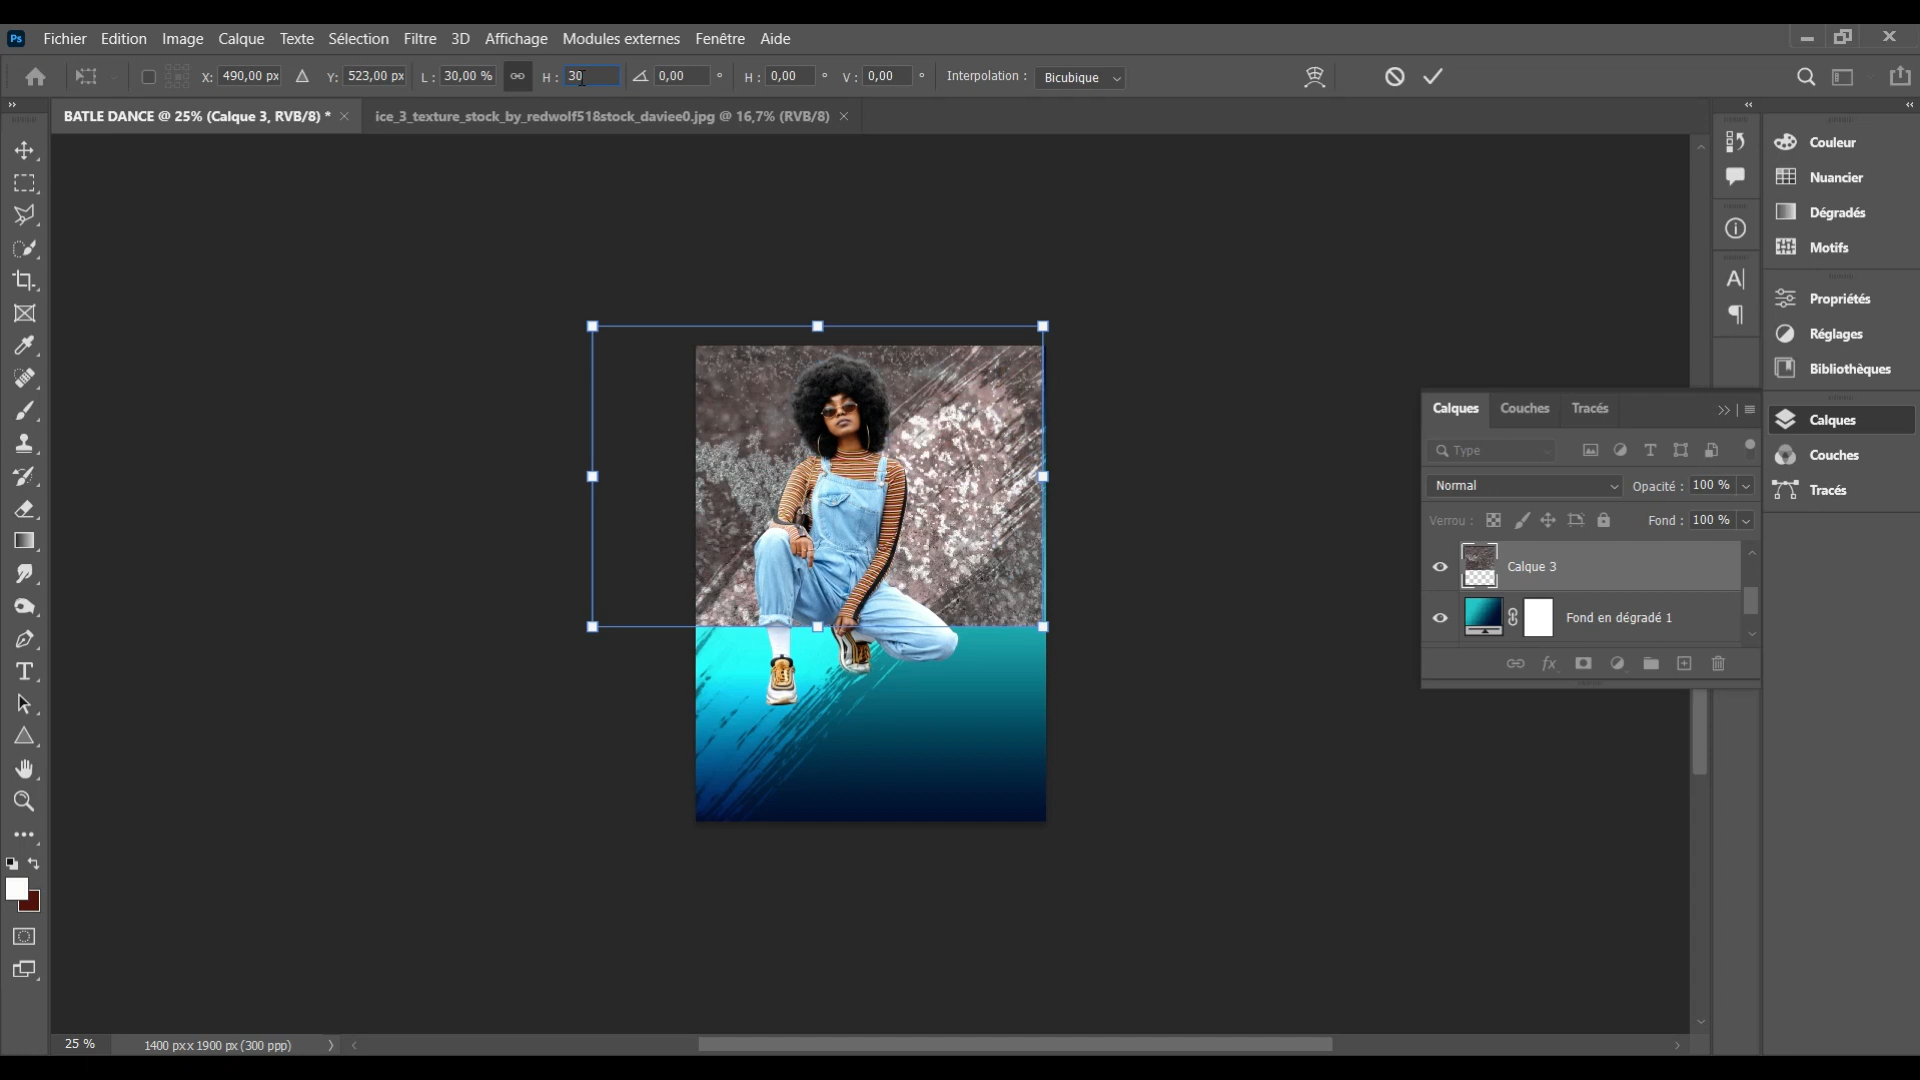 Ps Fichier Edition Image Calque Texte Sélection Filtre 3D Affichage Modules externes Fenêtre Aide
X: 490,00 px Y: 523,00 px L : 30,00 % H : 30 0,00 ° H : 0,00 ° V : 0,00 ° Interpolation : Bicubique
BATLE DANCE @ 25% (Calque 3, RVB/8) * ice_3_texture_stock_by_redwolf518stock_daviee0.jpg @ 16,7% (RVB/8)
Couleur
Nuancier
Dégradés
Motifs
Propriétés
Réglages
Bibliothèques
Calques
Couches
Tracés
Calques Couches Tracés
Type
Normal Opacité : 100 %
Verrou : Fond : 100 %
Calque 3
Fond en dégradé 1
25 % 1400 px x 1900 px (300 ppp)